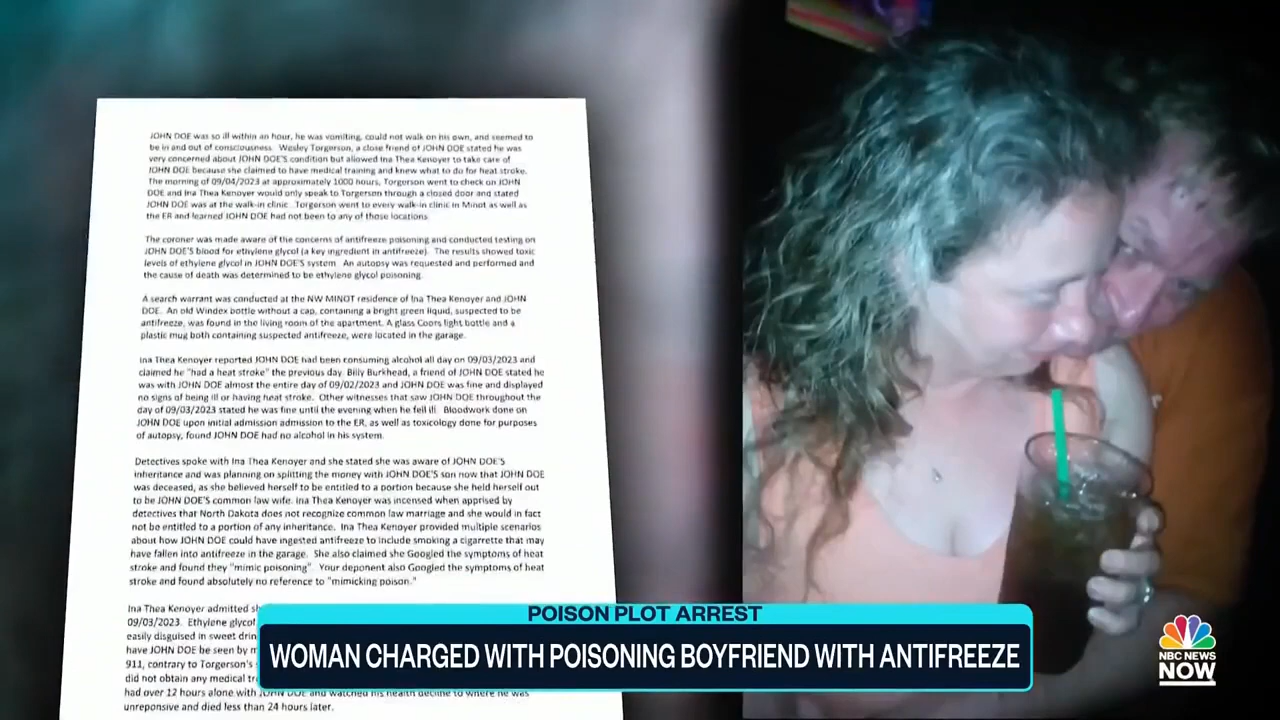 JOHN DOE was so ill within an hour, he was vomiting, could not walk on his own, and seemed to
be in and out of consciousness. Wesley Torgerson, a close friend of JOHN DOE stated he was
very concerned about JOHN DOE'S condition but allowed Ina Thea Kenoyer to take care of
JOHN DOE because she claimed to have medical training and knew what to do for heat stroke.
The morning of 09/04/2023 at approximately 1000 hours, Torgerson went to check on JOHN
DOE and Ina Thea Kenoyer would only speak to Torgerson through a closed door and stated
JOHN DOE was at the walk-in clinic. Torgerson went to every walk-in clinic in Minot as well as
the ER and learned JOHN DOE had not been to any of those locations.
The coroner was made aware of the concerns of antifreeze poisoning and conducted testing on
JOHN DOE'S blood for ethylene glycol (a key ingredient in antifreeze). The results showed toxic
levels of ethylene glycol in JOHN DOE'S system. An autopsy was requested and performed and
the cause of death was determined to be ethylene glycol poisoning.
A search warrant was conducted at the NW MINOT residence of Ina Thea Kenoyer and JOHN
DOE. An old Windex bottle without a cap, containing a bright green liquid, suspected to be
antifreeze, was found in the living room of the apartment. A glass Coors light bottle and a
plastic mug both containing suspected antifreeze, were located in the garage.
Ina Thea Kenoyer reported JOHN DOE had been consuming alcohol all day on 09/03/2023 and
claimed he "had a heat stroke" the previous day. Billy Burkhead, a friend of JOHN DOE stated he
was with JOHN DOE almost the entire day of 09/02/2023 and JOHN DOE was fine and displayed
no signs of being ill or having heat stroke. Other witnesses that saw JOHN DOE throughout the
day of 09/03/2023 stated he was fine until the evening when he fell ill. Bloodwork done on
JOHN DOE upon initial admission admission to the ER, as well as toxicology done for purposes
of autopsy, found JOHN DOE had no alcohol in his system.
Detectives spoke with Ina Thea Kenoyer and she stated she was aware of JOHN DOE'S
inheritance and was planning on splitting the money with JOHN DOE'S son now that JOHN DOE
was deceased, as she believed herself to be entitled to a portion because she held herself out
to be JOHN DOE'S common law wife. Ina Thea Kenoyer was incensed when apprised by
detectives that North Dakota does not recognize common law marriage and she would in fact
not be entitled to a portion of any inheritance. Ina Thea Kenoyer provided multiple scenarios
about how JOHN DOE could have ingested antifreeze to include smoking a cigarrette that may
have fallen into antifreeze in the garage. She also claimed she Googled the symptoms of heat
stroke and found they "mimic poisoning". Your deponent also Googled the symptoms of heat
stroke and found absolutely no reference to "mimicking poison."
Ina Thea Kenoyer admitted sh
09/03/2023. Ethylene glycol
easily disguised in sweet drin
have JOHN DOE be seen by m
911, contrary to Torgerson's
did not obtain any medical tr
had over 12 hours alone with JOHN DOE and watched his health decline to where he was
unreponsive and died less than 24 hours later.
POISON PLOT ARREST
WOMAN CHARGED WITH POISONING BOYFRIEND WITH ANTIFREEZE
NBC NEWS
NOW